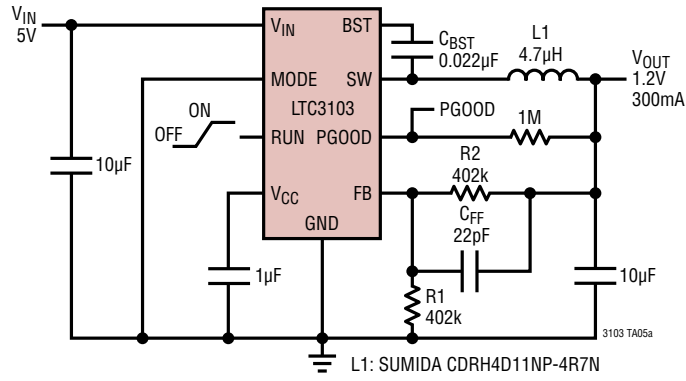 VIN
5V
VIN
BST
CBST
0.022µF
L1
4.7µH
VOUT
1.2V
300mA
MODE
SW
LTC3103
ON
OFF
RUN
PGOOD
PGOOD
1M
10µF
R2
402k
VCC
FB
CFF
22pF
GND
1µF
R1
402k
10µF
3103 TA05a
L1: SUMIDA CDRH4D11NP-4R7N